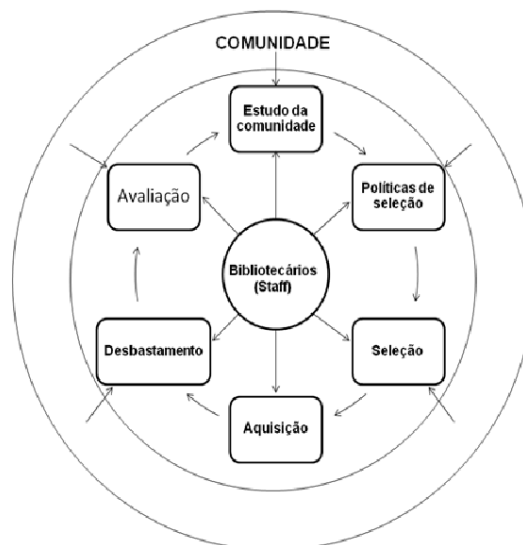 COMUNIDADE
Estudo da
comunidade
Avaliação
Políticas de
seleção
Bibliotecários
(Staff)
Desbastamento
Seleção
Aquisição